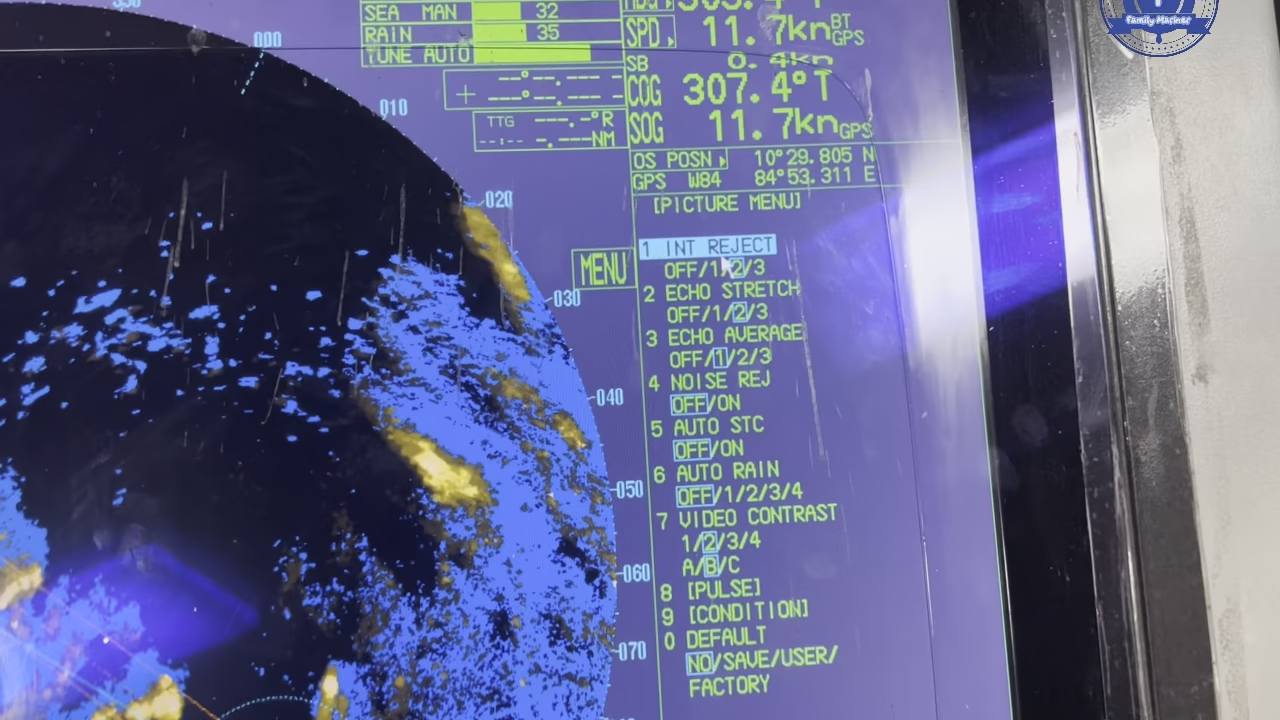 SEA MAN 32
RAIN 35
TUNE AUTO
SPD 11.7kn BT
GPS
SB 0.4kn
COG 307.4°T
SOG 11.7kn GPS
+ --°--.--- -
---°--.--- -
TTG ---.-°R
--:-- -.---NM
OS POSN 10°29.805 N
GPS W84 84°53.311 E
[PICTURE MENU]
MENU
1 INT REJECT
OFF/1/2/3
2 ECHO STRETCH
OFF/1/2/3
3 ECHO AVERAGE
OFF/1/2/3
4 NOISE REJ
OFF/ON
5 AUTO STC
OFF/ON
6 AUTO RAIN
OFF/1/2/3/4
7 VIDEO CONTRAST
1/2/3/4
A/B/C
8 [PULSE]
9 [CONDITION]
0 DEFAULT
NO/SAVE/USER/
FACTORY
000
010
020
030
040
050
060
070
Family Mariner